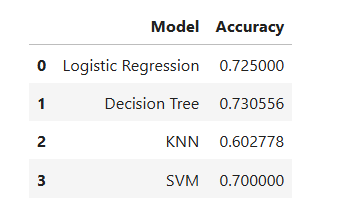 Model Accuracy
0 Logistic Regression 0.725000
1 Decision Tree 0.730556
2 KNN 0.602778
3 SVM 0.700000